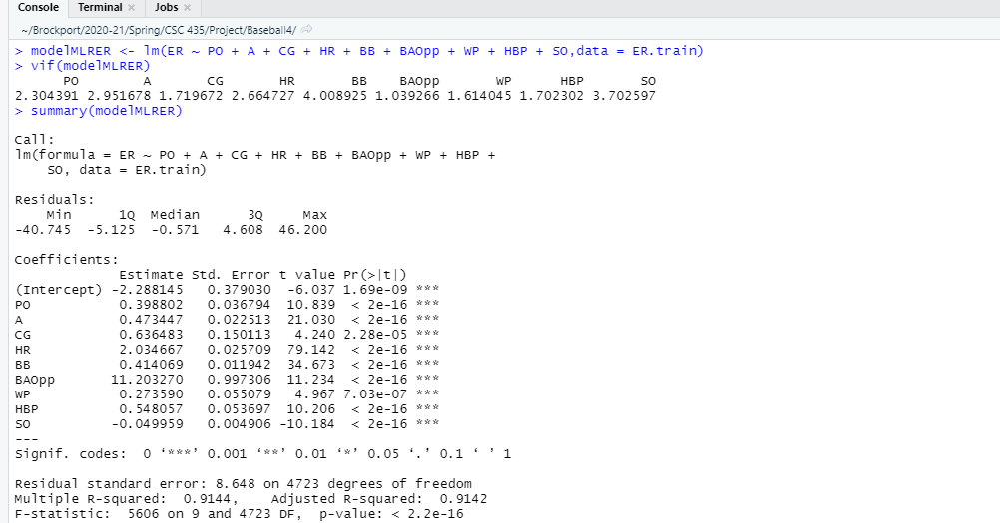 Console Terminal × Jobs ×
~/Brockport/2020-21/Spring/CSC 435/Project/Baseball4/
> modelMLRER <- lm(ER ~ PO + A + CG + HR + BB + BAOpp + WP + HBP + SO,data = ER.train)
> vif(modelMLRER)
PO A CG HR BB BAOpp WP HBP SO
2.304391 2.951678 1.719672 2.664727 4.008925 1.039266 1.614045 1.702302 3.702597
> summary(modelMLRER)
Call:
lm(formula = ER ~ PO + A + CG + HR + BB + BAOpp + WP + HBP +
SO, data = ER.train)
Residuals:
Min 1Q Median 3Q Max
-40.745 -5.125 -0.571 4.608 46.200
Coefficients:
Estimate Std. Error t value Pr(>|t|)
(Intercept) -2.288145 0.379030 -6.037 1.69e-09 ***
PO 0.398802 0.036794 10.839 < 2e-16 ***
A 0.473447 0.022513 21.030 < 2e-16 ***
CG 0.636483 0.150113 4.240 2.28e-05 ***
HR 2.034667 0.025709 79.142 < 2e-16 ***
BB 0.414069 0.011942 34.673 < 2e-16 ***
BAOpp 11.203270 0.997306 11.234 < 2e-16 ***
WP 0.273590 0.055079 4.967 7.03e-07 ***
HBP 0.548057 0.053697 10.206 < 2e-16 ***
SO -0.049959 0.004906 -10.184 < 2e-16 ***
---
Signif. codes: 0 ‘***’ 0.001 ‘**’ 0.01 ‘*’ 0.05 ‘.’ 0.1 ‘ ’ 1
Residual standard error: 8.648 on 4723 degrees of freedom
Multiple R-squared: 0.9144, Adjusted R-squared: 0.9142
F-statistic: 5606 on 9 and 4723 DF, p-value: < 2.2e-16